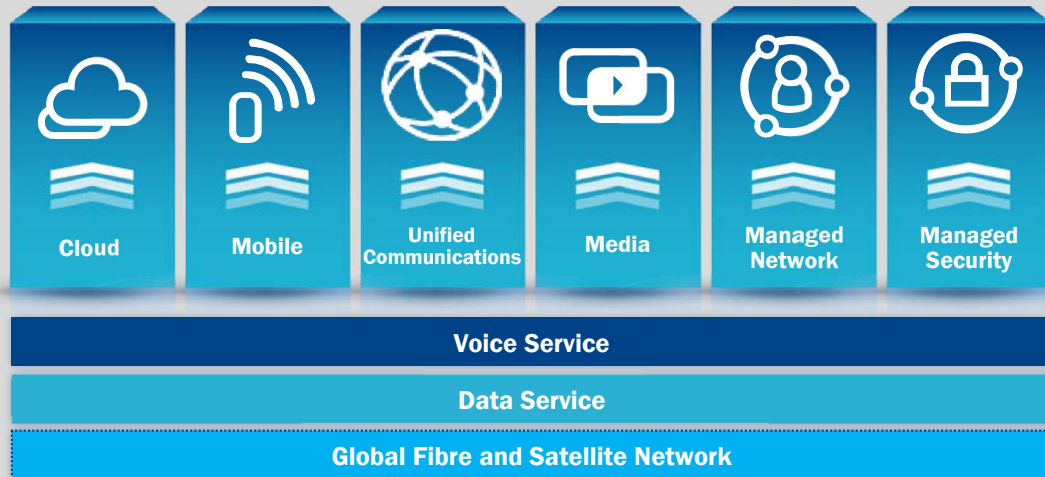 Cloud
Mobile
Unified
Communications
Media
Managed
Network
Managed
Security
Voice Service
Data Service
Global Fibre and Satellite Network